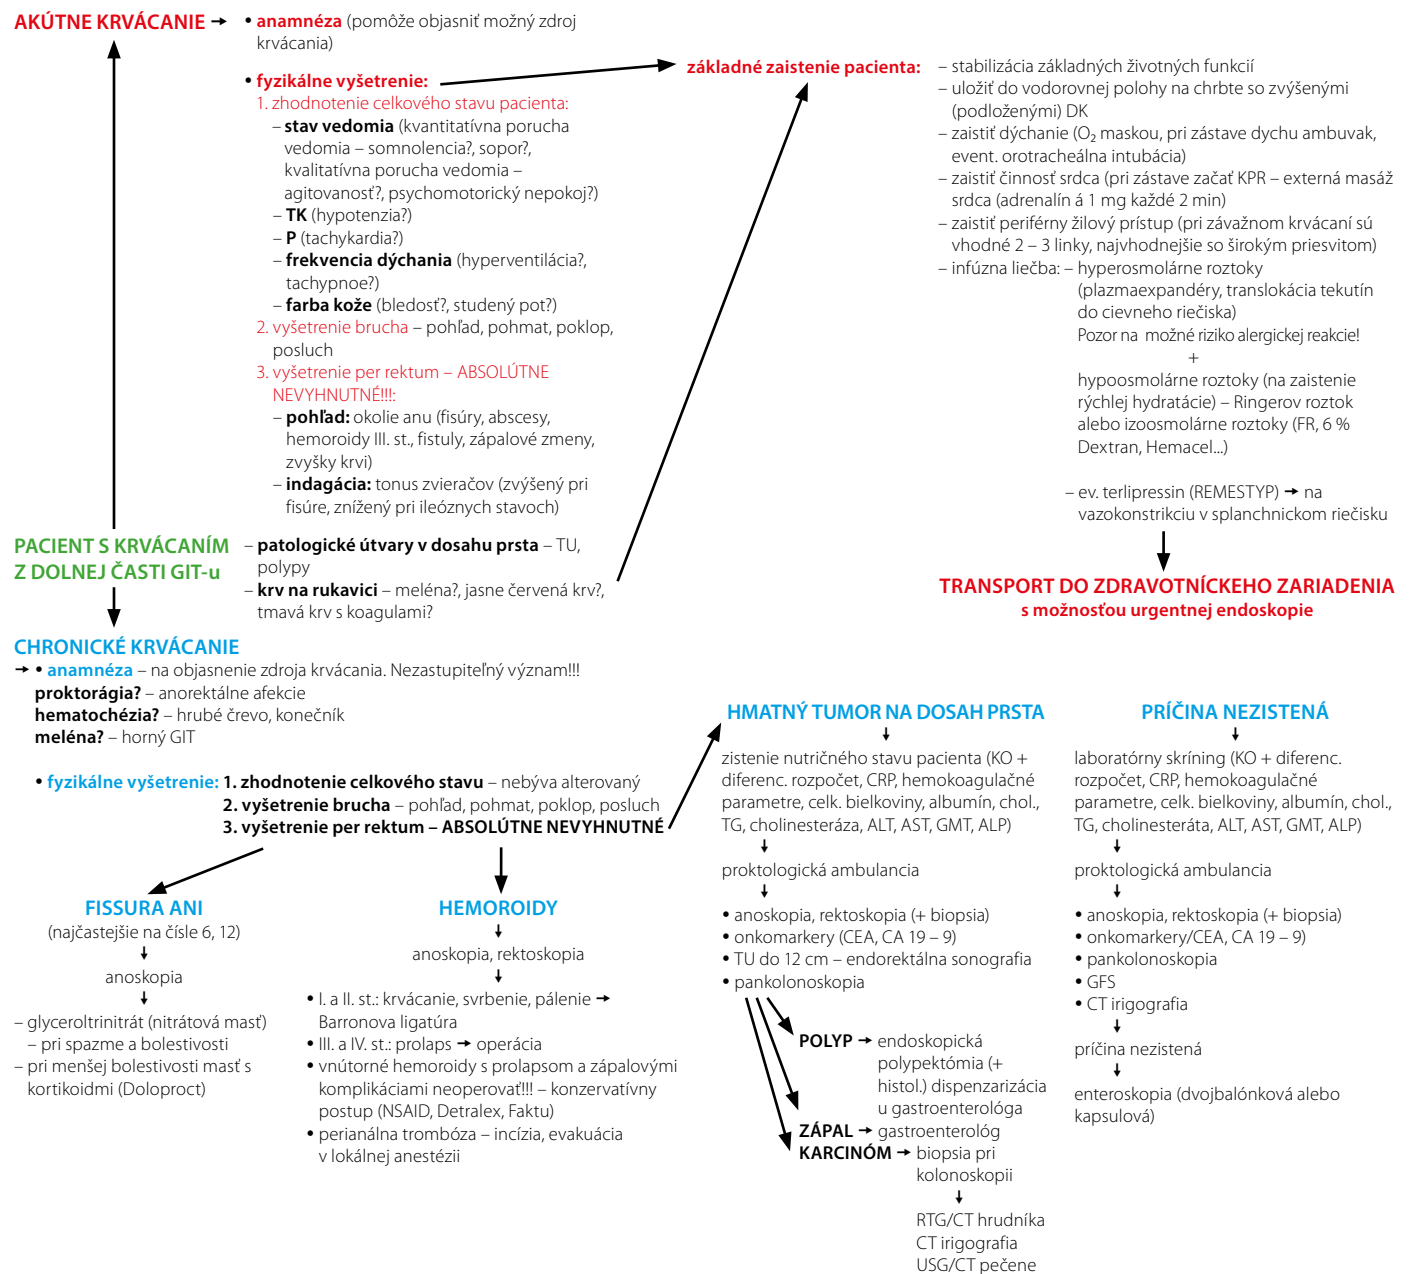 AKÚTNE KRVÁCANIE → • anamnéza (pomôže objasniť možný zdroj
krvácania)
• fyzikálne vyšetrenie:
1. zhodnotenie celkového stavu pacienta:
– stav vedomia (kvantitatívna porucha
vedomia – somnolencia?, sopor?,
kvalitatívna porucha vedomia –
agitovanosť?, psychomotorický nepokoj?)
– TK (hypotenzia?)
– P (tachykardia?)
– frekvencia dýchania (hyperventilácia?,
tachypnoe?)
– farba kože (bledosť?, studený pot?)
2. vyšetrenie brucha – pohľad, pohmat, poklop,
posluch
3. vyšetrenie per rektum – ABSOLÚTNE
NEVYHNUTNÉ!!!:
– pohľad: okolie anu (fisúry, abscesy,
hemoroidy III. st., fistuly, zápalové zmeny,
zvyšky krvi)
– indagácia: tonus zvieračov (zvýšený pri
fisúre, znížený pri ileóznych stavoch)
– patologické útvary v dosahu prsta – TU,
polypy
– krv na rukavici – meléna?, jasne červená krv?,
tmavá krv s koagulami?
základné zaistenie pacienta:
– stabilizácia základných životných funkcií
– uložiť do vodorovnej polohy na chrbte so zvýšenými
(podloženými) DK
– zaistiť dýchanie (O₂ maskou, pri zástave dychu ambuvak,
event. orotracheálna intubácia)
– zaistiť činnosť srdca (pri zástave začať KPR – externá masáž
srdca (adrenalín á 1 mg každé 2 min)
– zaistiť periférny žilový prístup (pri závažnom krvácaní sú
vhodné 2 – 3 linky, najvhodnejšie so širokým priesvitom)
– infúzna liečba: – hyperosmolárne roztoky
(plazmaexpandéry, translokácia tekutín
do cievneho riečiska)
Pozor na možné riziko alergickej reakcie!
+
hypoosmolárne roztoky (na zaistenie
rýchlej hydratácie) – Ringerov roztok
alebo izoosmolárne roztoky (FR, 6 %
Dextran, Hemacel...)
– ev. terlipressin (REMESTYP) → na
vazokonstrikciu v splanchnickom riečisku
TRANSPORT DO ZDRAVOTNÍCKEHO ZARIADENIA
s možnosťou urgentnej endoskopie
PACIENT S KRVÁCANÍM
Z DOLNEJ ČASTI GIT-u
CHRONICKÉ KRVÁCANIE
→ • anamnéza – na objasnenie zdroja krvácania. Nezastupiteľný význam!!!
proktorágia? – anorektálne afekcie
hematochézia? – hrubé črevo, konečník
meléna? – horný GIT
• fyzikálne vyšetrenie: 1. zhodnotenie celkového stavu – nebýva alterovaný
2. vyšetrenie brucha – pohľad, pohmat, poklop, posluch
3. vyšetrenie per rektum – ABSOLÚTNE NEVYHNUTNÉ
FISSURA ANI
(najčastejšie na čísle 6, 12)
anoskopia
– glyceroltrinitrát (nitrátová masť)
– pri spazme a bolestivosti
– pri menšej bolestivosti masť s
kortikoidmi (Doloproct)
HEMOROIDY
anoskopia, rektoskopia
• I. a II. st.: krvácanie, svrbenie, pálenie →
Barronova ligatúra
• III. a IV. st.: prolaps → operácia
• vnútorné hemoroidy s prolapsom a zápalovými
komplikáciami neoperovať!!! – konzervatívny
postup (NSAID, Detralex, Faktu)
• perianálna trombóza – incízia, evakuácia
v lokálnej anestézii
HMATNÝ TUMOR NA DOSAH PRSTA
zistenie nutričného stavu pacienta (KO +
diferenc. rozpočet, CRP, hemokoagulačné
parametre, celk. bielkoviny, albumín, chol.,
TG, cholinesteráza, ALT, AST, GMT, ALP)
proktologická ambulancia
• anoskopia, rektoskopia (+ biopsia)
• onkomarkery (CEA, CA 19 – 9)
• TU do 12 cm – endorektálna sonografia
• pankolonoskopia
POLYP → endoskopická
polypektómia (+
histol.) dispenzarizácia
u gastroenterológa
ZÁPAL → gastroenterológ
KARCINÓM → biopsia pri
kolonoskopii
RTG/CT hrudníka
CT irigografia
USG/CT pečene
PRÍČINA NEZISTENÁ
laboratórny skríning (KO + diferenc.
rozpočet, CRP, hemokoagulačné
parametre, celk. bielkoviny, albumín, chol.,
TG, cholinesteráta, ALT, AST, GMT, ALP)
proktologická ambulancia
• anoskopia, rektoskopia (+ biopsia)
• onkomarkery/CEA, CA 19 – 9)
• pankolonoskopia
• GFS
• CT irigografia
príčina nezistená
enteroskopia (dvojbalónková alebo
kapsulová)